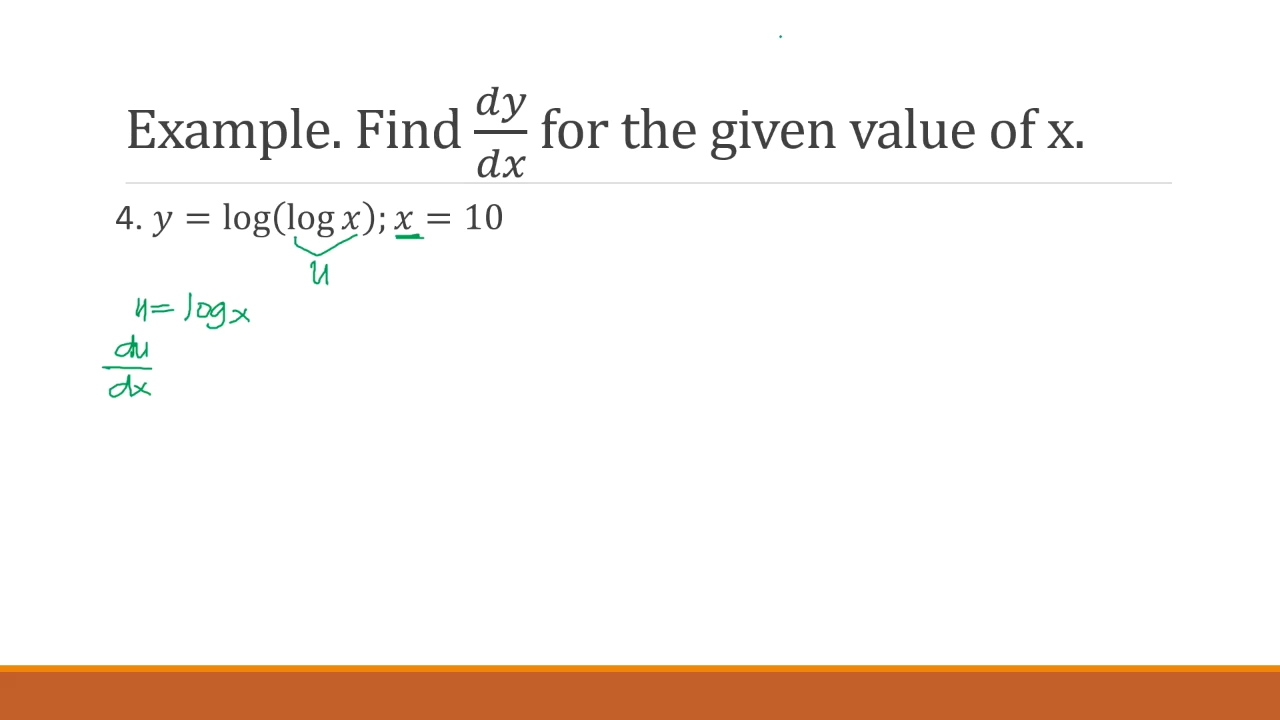 Example. Find dy/dx for the given value of x.
4. y = log(log x); x = 10
u
u = log x
du
dx